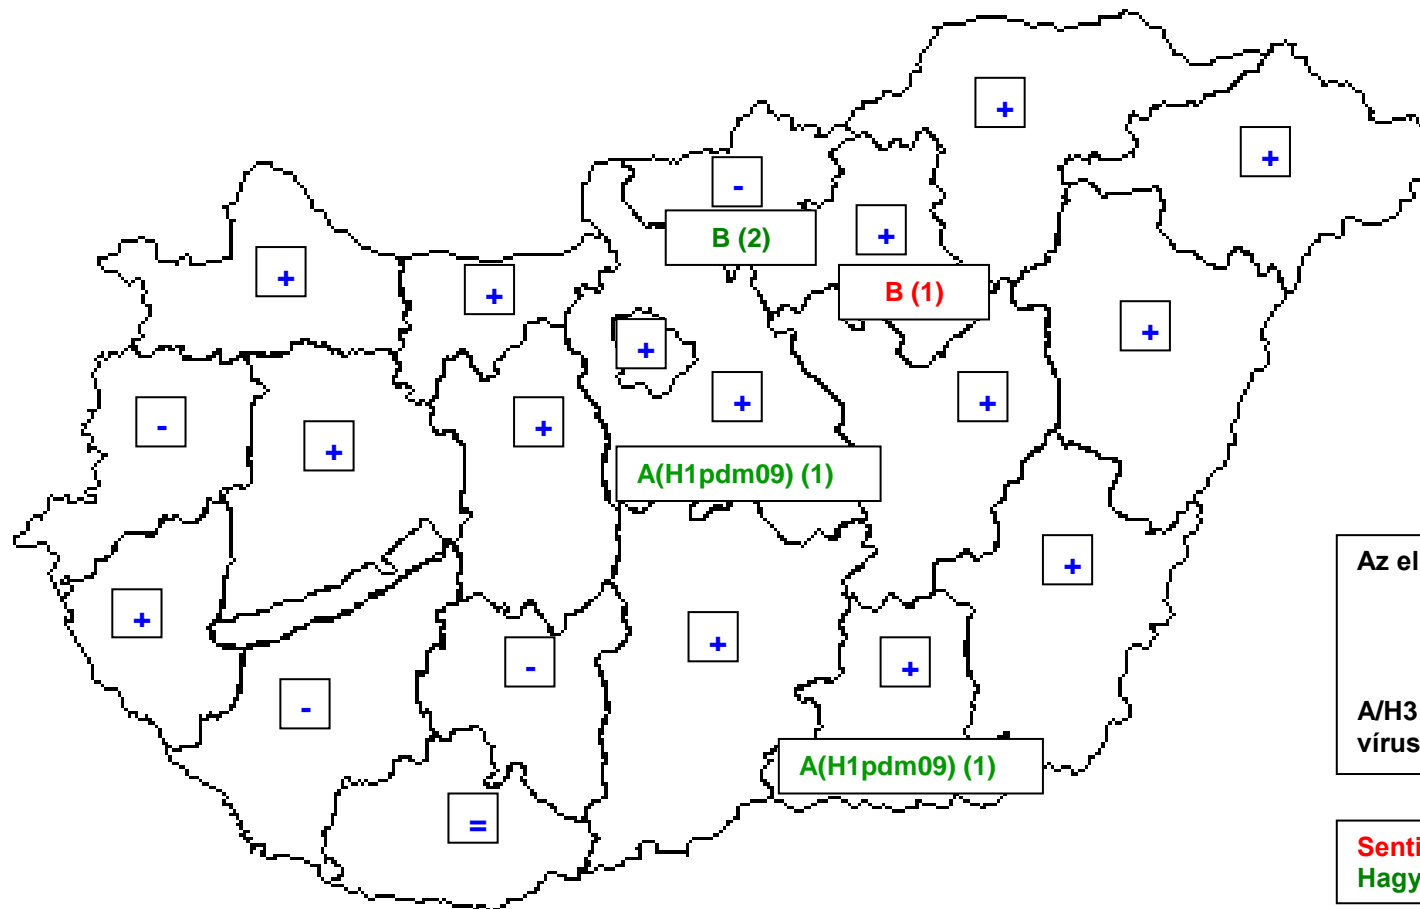 +
+
-
+
B (2)
+
+
B (1)
+
+
+
-
+
+
+
+
A(H1pdm09) (1)
+
Az el
+
+
-
+
-
A/H3
vírus
A(H1pdm09) (1)
=
Senti
Hagy